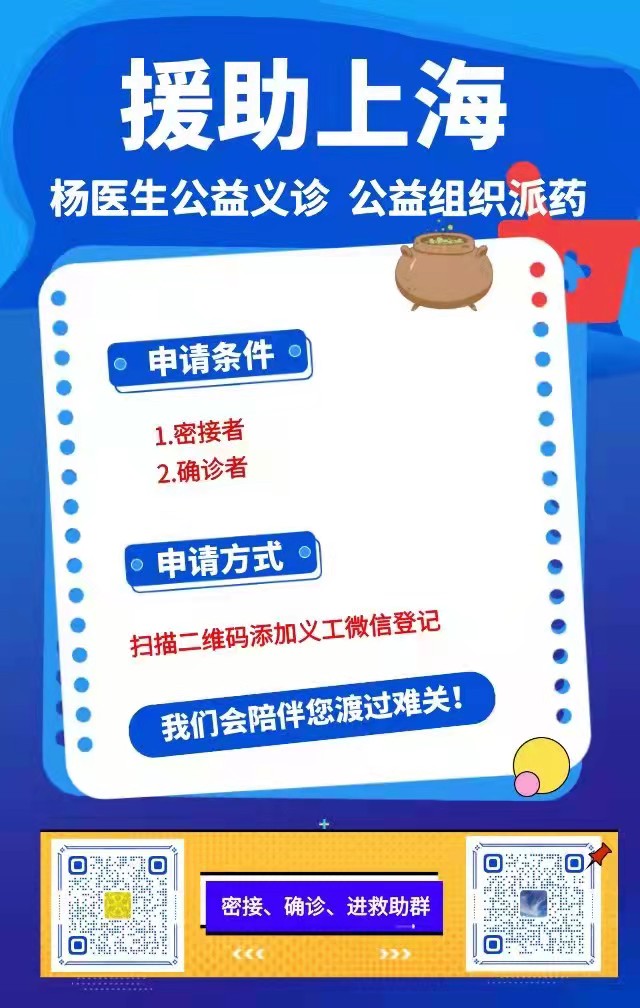 援助上海
杨医生公益义诊 公益组织派药
申请条件
1.密接者
2.确诊者
申请方式
扫描二维码添加义工微信登记
我们会陪伴您渡过难关！
密接、确诊、进救助群